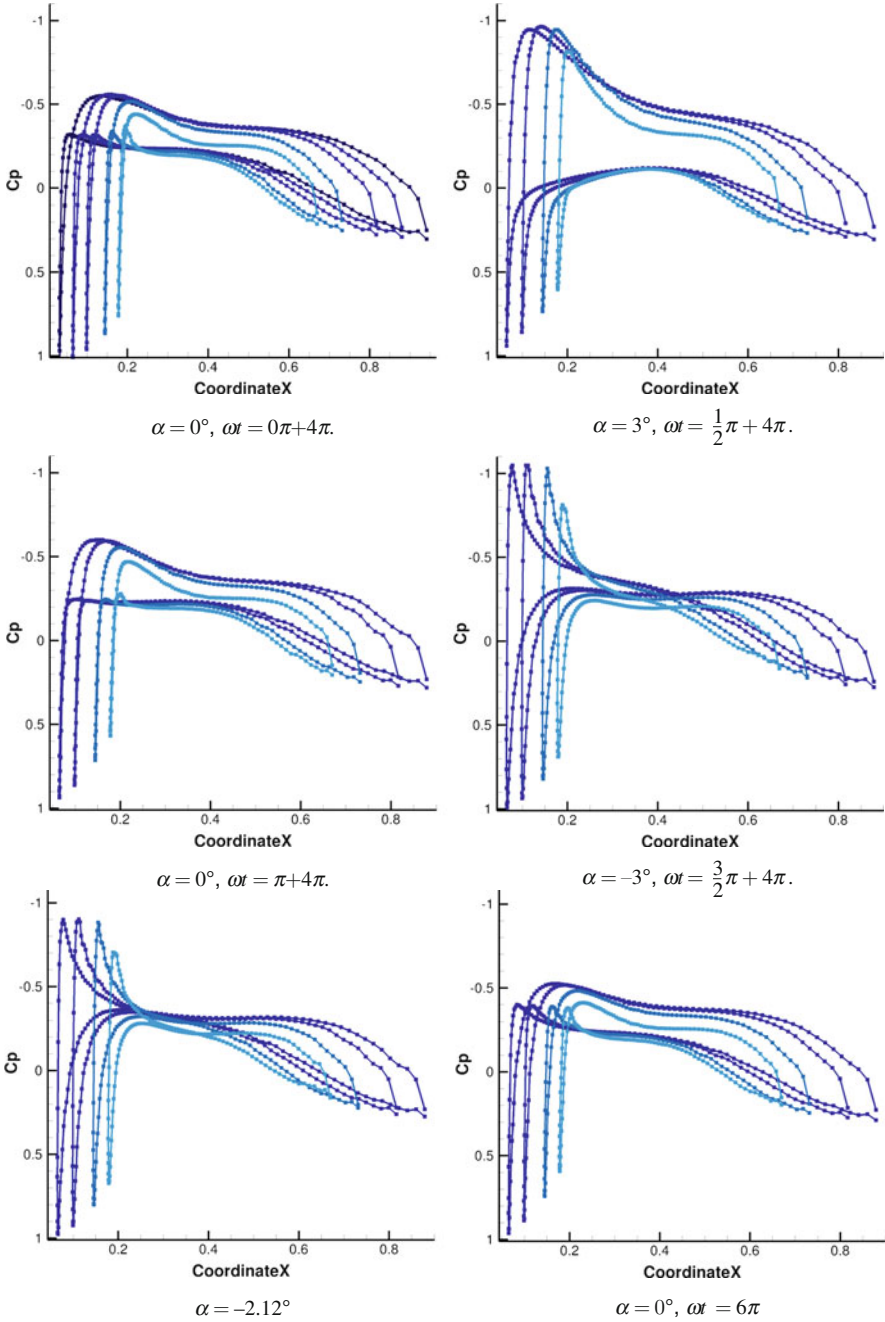 -1
-0.5
Cp
0
0.5
1
0.2 0.4 0.6 0.8
CoordinateX
α = 0°, ωt = 0π+4π.
-1
-0.5
Cp
0
0.5
1
0.2 0.4 0.6 0.8
CoordinateX
α = 3°, ωt = 1/2 π + 4π.
-1
-0.5
Cp
0
0.5
1
0.2 0.4 0.6 0.8
CoordinateX
α = 0°, ωt = π+4π.
-1
-0.5
Cp
0
0.5
1
0.2 0.4 0.6 0.8
CoordinateX
α = –3°, ωt = 3/2 π + 4π.
-1
-0.5
Cp
0
0.5
1
0.2 0.4 0.6 0.8
CoordinateX
α = –2.12°
-1
-0.5
Cp
0
0.5
1
0.2 0.4 0.6 0.8
CoordinateX
α = 0°, ωt = 6π